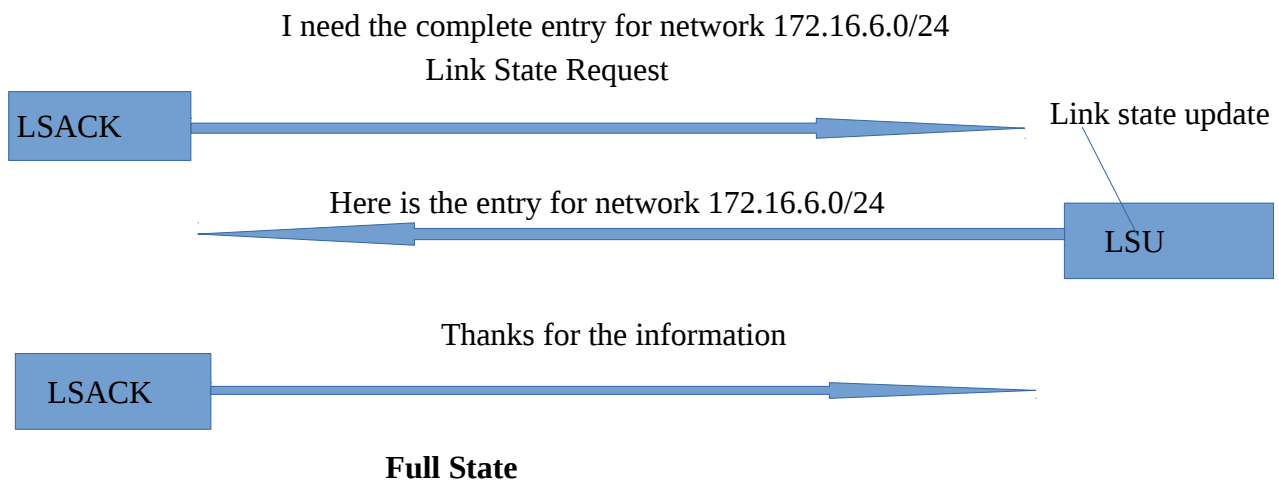 I need the complete entry for network 172.16.6.0/24
Link State Request
LSACK
Link state update
Here is the entry for network 172.16.6.0/24
LSU
Thanks for the information
LSACK
Full State